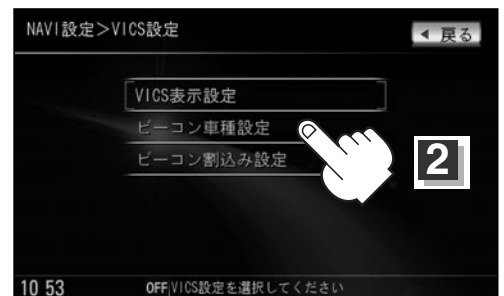 NAVI設定>VICS設定
◀ 戻る
VICS表示設定
ビーコン車種設定
ビーコン割込み設定
2
10 53
OFF VICS設定を選択してください